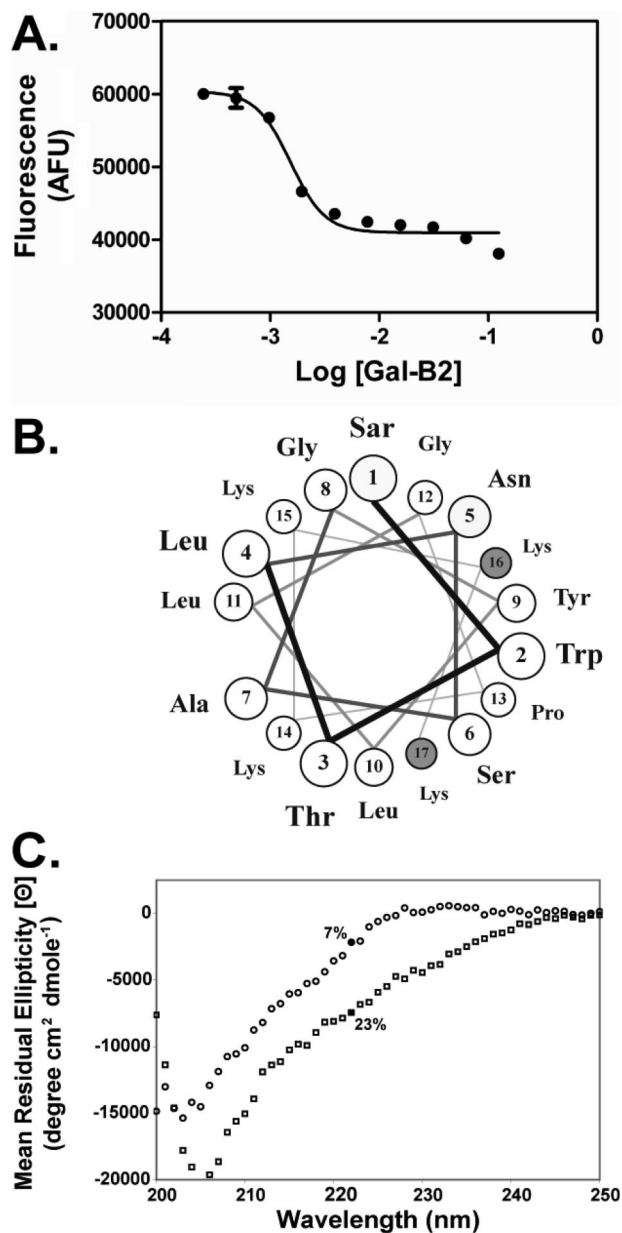 A.
70000
60000
50000
40000
30000
Fluorescence
(AFU)
-4
-3
-2
-1
0
Log [Gal-B2]
B.
Sar
Gly
Gly
Asn
Lys
Lys
Leu
Tyr
Leu
Trp
Ala
Pro
Lys
Ser
Thr
Leu
Lys
1
8
12
5
15
16
4
9
11
2
7
13
14
6
3
10
17
C.
0
-5000
-10000
-15000
-20000
Mean Residual Ellipticity [Θ]
(degree cm² dmole⁻¹)
7%
23%
200
210
220
230
240
250
Wavelength (nm)